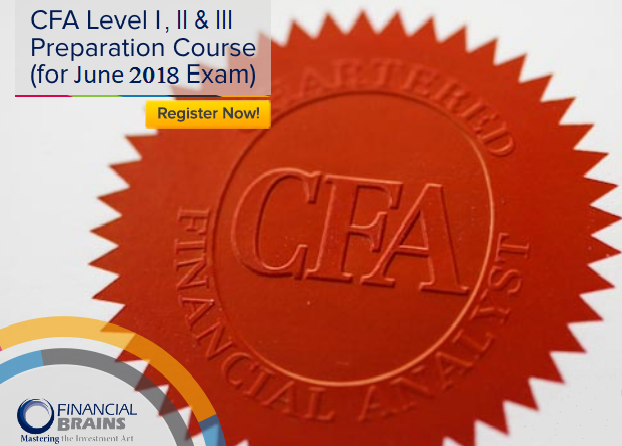 CFA Level I, II & III
Preparation Course
(for June 2018 Exam)
Register Now!
CHARTERED
CFA
FINANCIAL ANALYST
FINANCIAL
BRAINS
Mastering the Investment Art